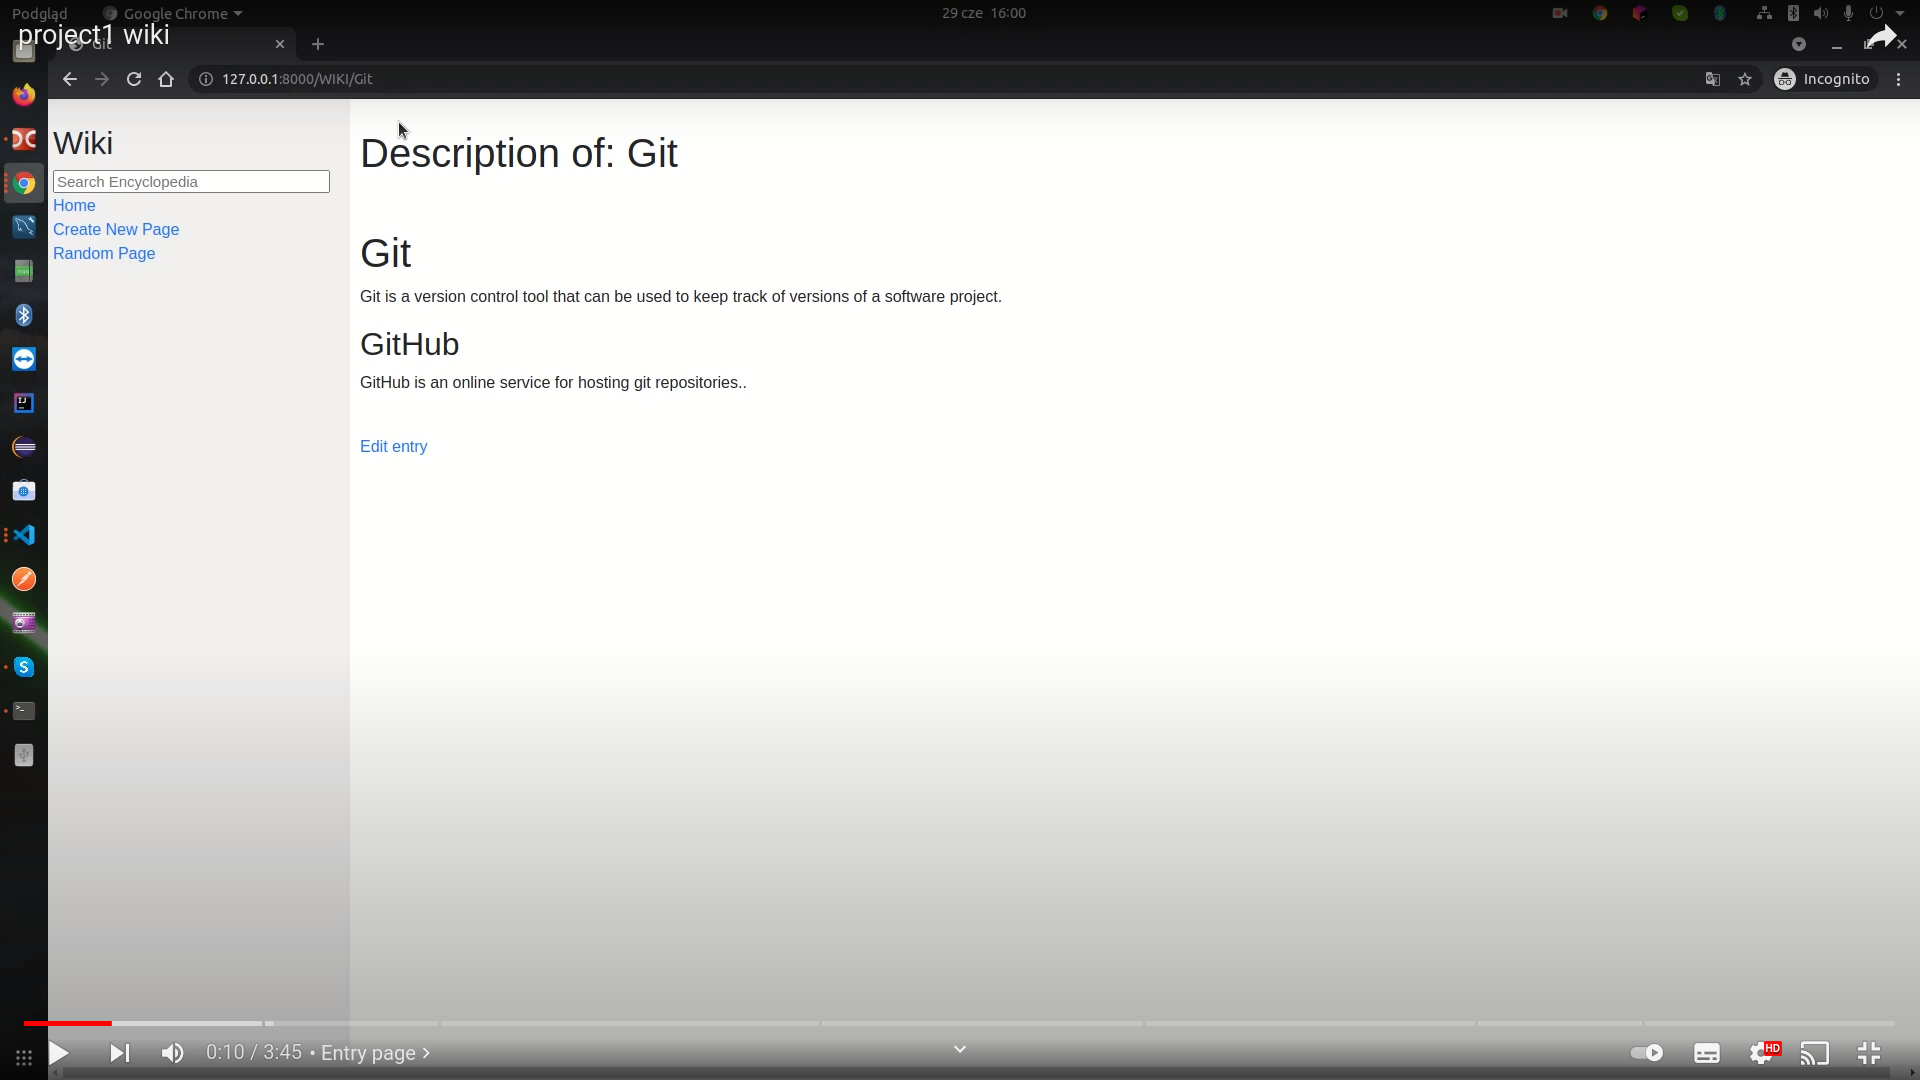 Podgląd
Google Chrome
29 cze 16:00
project1 wiki
Git
127.0.0.1:8000/WIKI/Git
Incognito
Wiki
Search Encyclopedia
Home
Create New Page
Random Page
Description of: Git
Git
Git is a version control tool that can be used to keep track of versions of a software project.
GitHub
GitHub is an online service for hosting git repositories..
Edit entry
0:10 / 3:45 • Entry page
HD